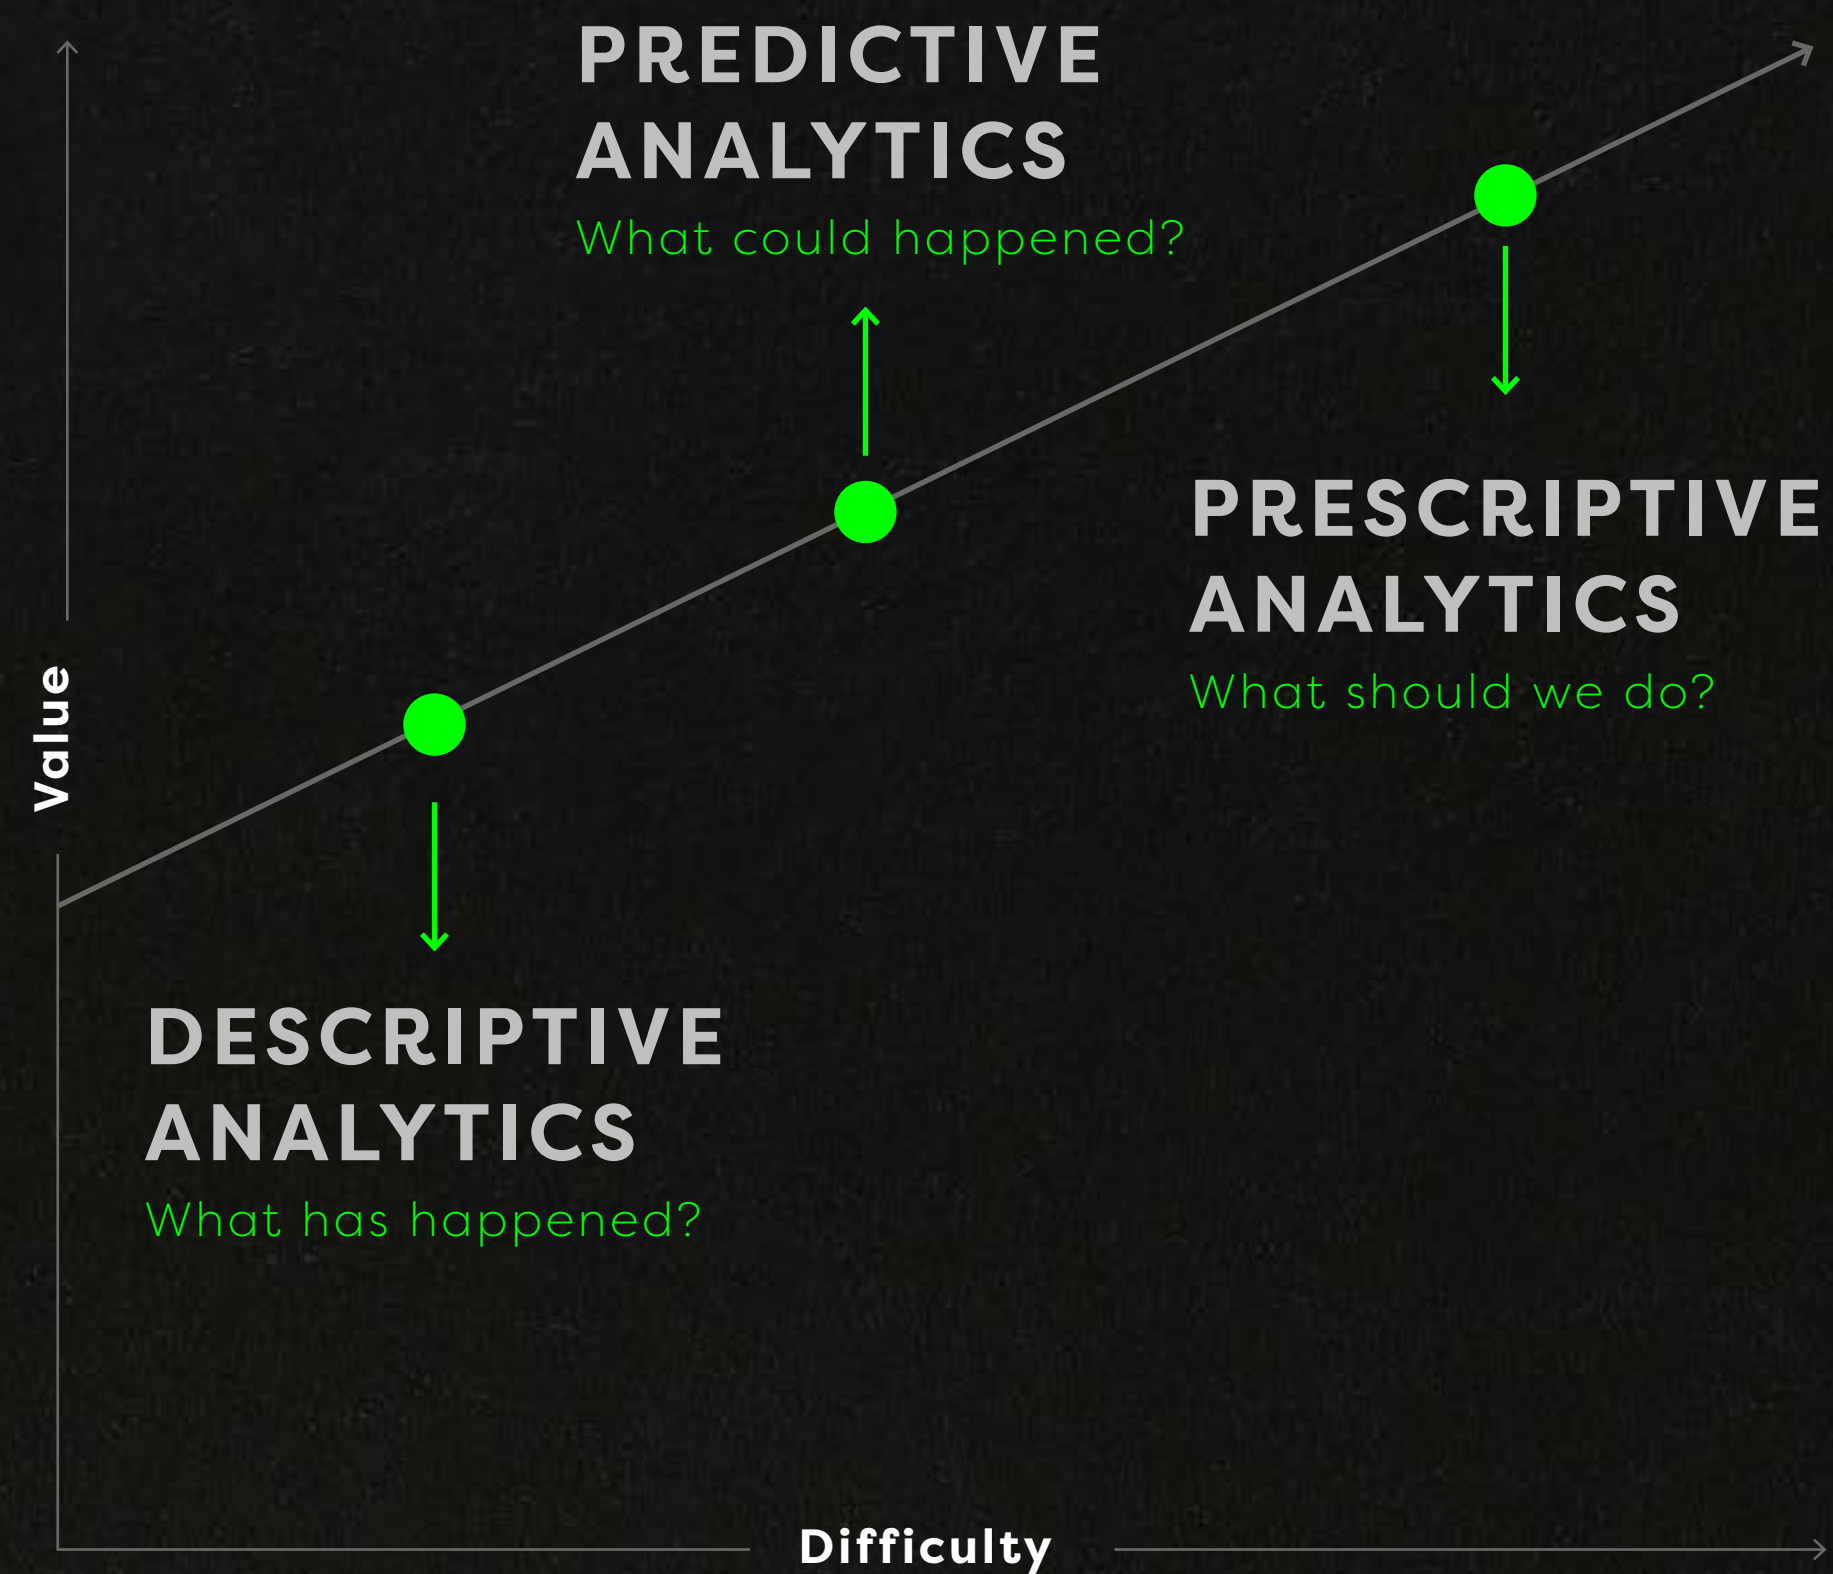 PREDICTIVE
ANALYTICS
What could happened?
PRESCRIPTIVE
ANALYTICS
What should we do?
Value
DESCRIPTIVE
ANALYTICS
What has happened?
Difficulty